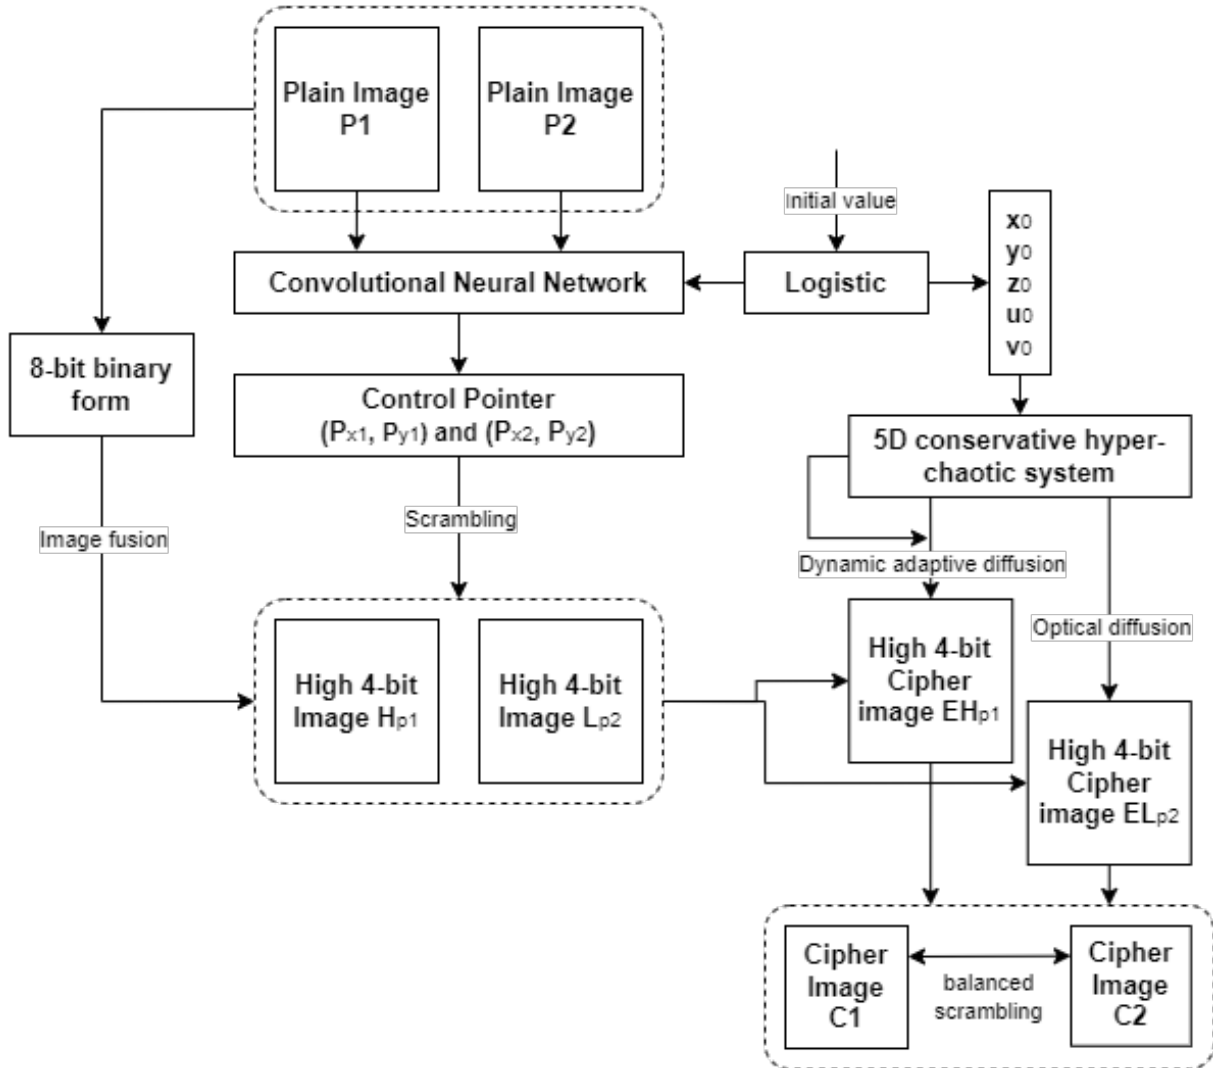 Plain Image
P1
Plain Image
P2
Initial value
x0
y0
z0
u0
v0
Convolutional Neural Network
Logistic
8-bit binary
form
Control Pointer
(Px1, Py1) and (Px2, Py2)
5D conservative hyper-
chaotic system
Image fusion
Scrambling
Dynamic adaptive diffusion
Optical diffusion
High 4-bit
Image Hp1
High 4-bit
Image Lp2
High 4-bit
Cipher
image EHp1
High 4-bit
Cipher
image ELp2
Cipher
Image
C1
balanced
scrambling
Cipher
Image
C2